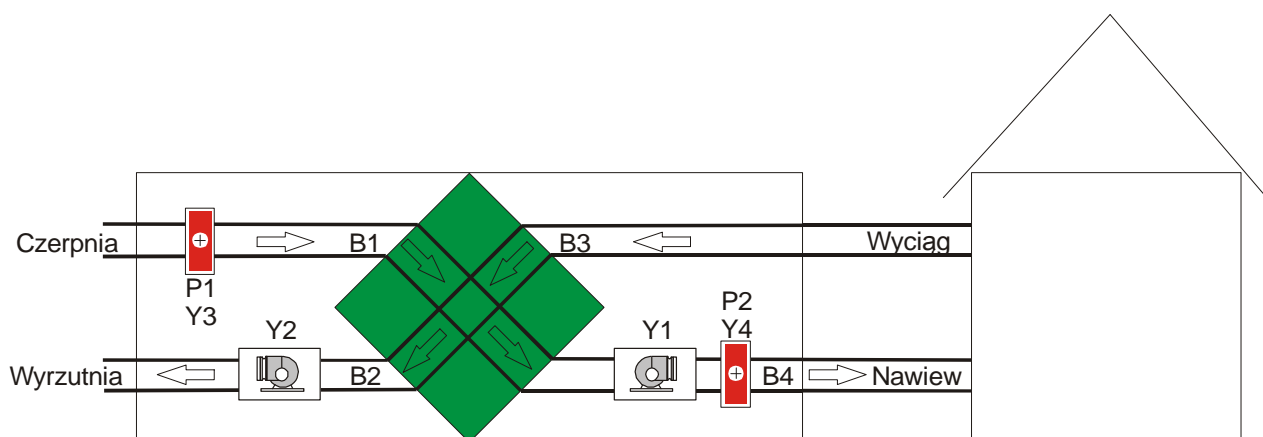 Czerpnia
B1
B3
Wyciąg
P1
Y3
P2
Y4
Y2
Y1
Wyrzutnia
B2
B4
Nawiew